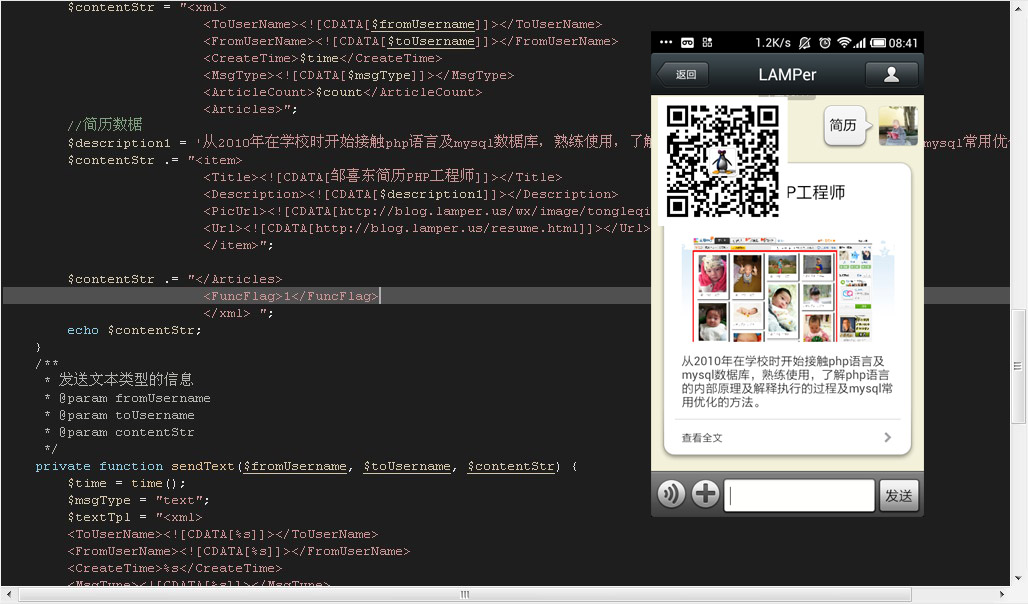 $contentStr = "<xml>
<ToUserName><![CDATA[$fromUsername]]></ToUserName>
<FromUserName><![CDATA[$toUsername]]></FromUserName>
<CreateTime>$time</CreateTime>
<MsgType><![CDATA[$msgType]]></MsgType>
<ArticleCount>$count</ArticleCount>
<Articles>";
//简历数据
$description1 = '从2010年在学校时开始接触php语言及mysql数据库，熟练使用，了解
mysql常用优
$contentStr .= "<item>
<Title><![CDATA[邹喜东简历PHP工程师]]></Title>
<Description><![CDATA[$description1]]></Description>
<PicUrl><![CDATA[http://blog.lamper.us/wx/image/tongleqi
<Url><![CDATA[http://blog.lamper.us/resume.html]]></Url>
</item>";
$contentStr .= "</Articles>
<FuncFlag>1</FuncFlag>
</xml> ";
echo $contentStr;
}
/**
* 发送文本类型的信息
* @param fromUsername
* @param toUsername
* @param contentStr
*/
private function sendText($fromUsername, $toUsername, $contentStr) {
$time = time();
$msgType = "text";
$textTpl = "<xml>
<ToUserName><![CDATA[%s]]></ToUserName>
<FromUserName><![CDATA[%s]]></FromUserName>
<CreateTime>%s</CreateTime>
<MsgType><![CDATA[%s]]></MsgType>
1.2K/s 08:41
返回 LAMPer
简历
P工程师
从2010年在学校时开始接触php语言及
mysql数据库，熟练使用，了解php语言
的内部原理及解释执行的过程及mysql常
用优化的方法。
查看全文
发送